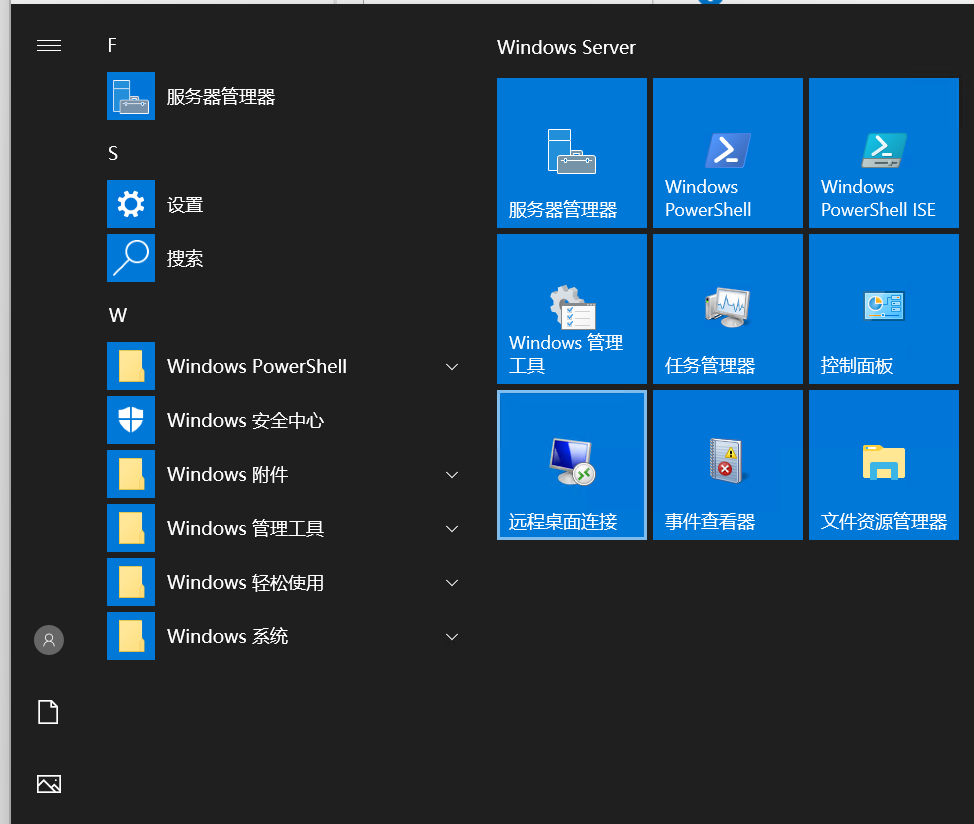 F
服务器管理器
S
设置
搜索
W
Windows PowerShell
Windows 安全中心
Windows 附件
Windows 管理工具
Windows 轻松使用
Windows 系统
Windows Server
服务器管理器
Windows
PowerShell
Windows
PowerShell ISE
Windows 管理
工具
任务管理器
控制面板
远程桌面连接
事件查看器
文件资源管理器